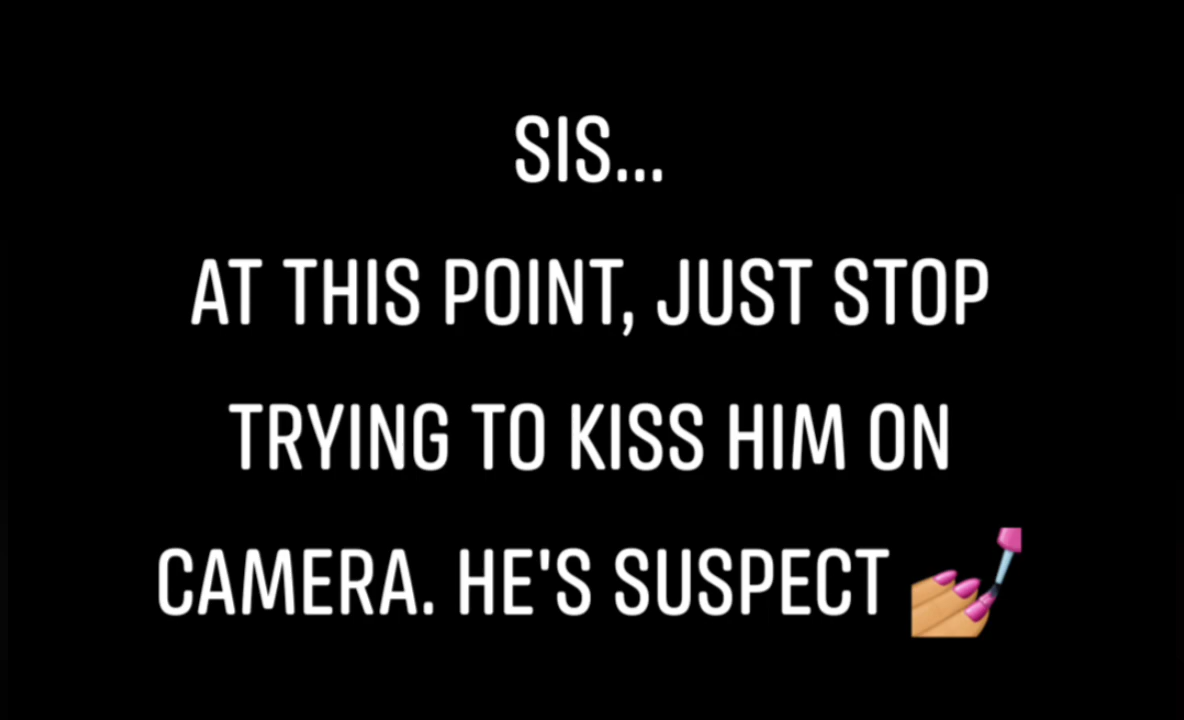 SIS...
AT THIS POINT, JUST STOP
TRYING TO KISS HIM ON
CAMERA. HE'S SUSPECT 💅